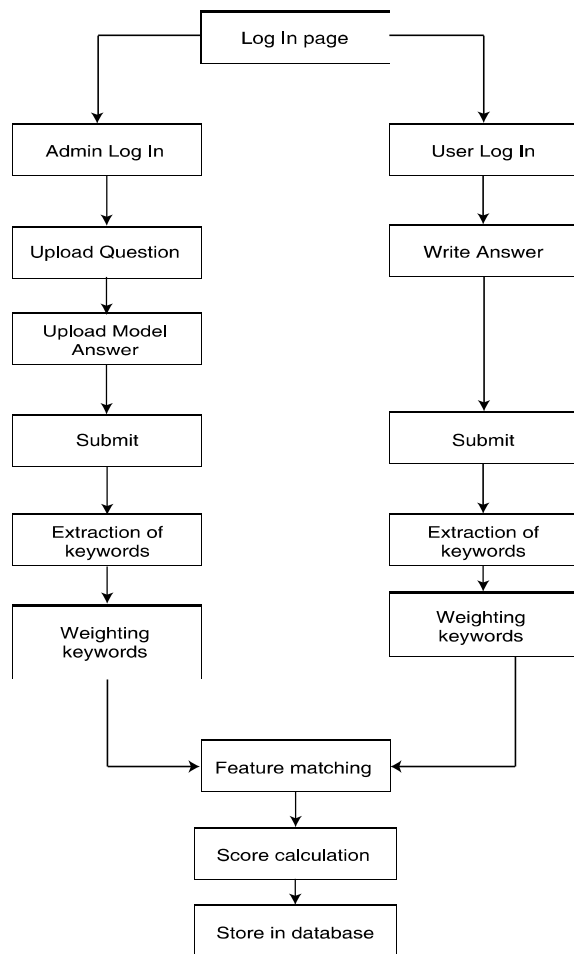 Log In page
Admin Log In
User Log In
Upload Question
Write Answer
Upload Model
Answer
Submit
Submit
Extraction of
keywords
Extraction of
keywords
Weighting
keywords
Weighting
keywords
Feature matching
Score calculation
Store in database